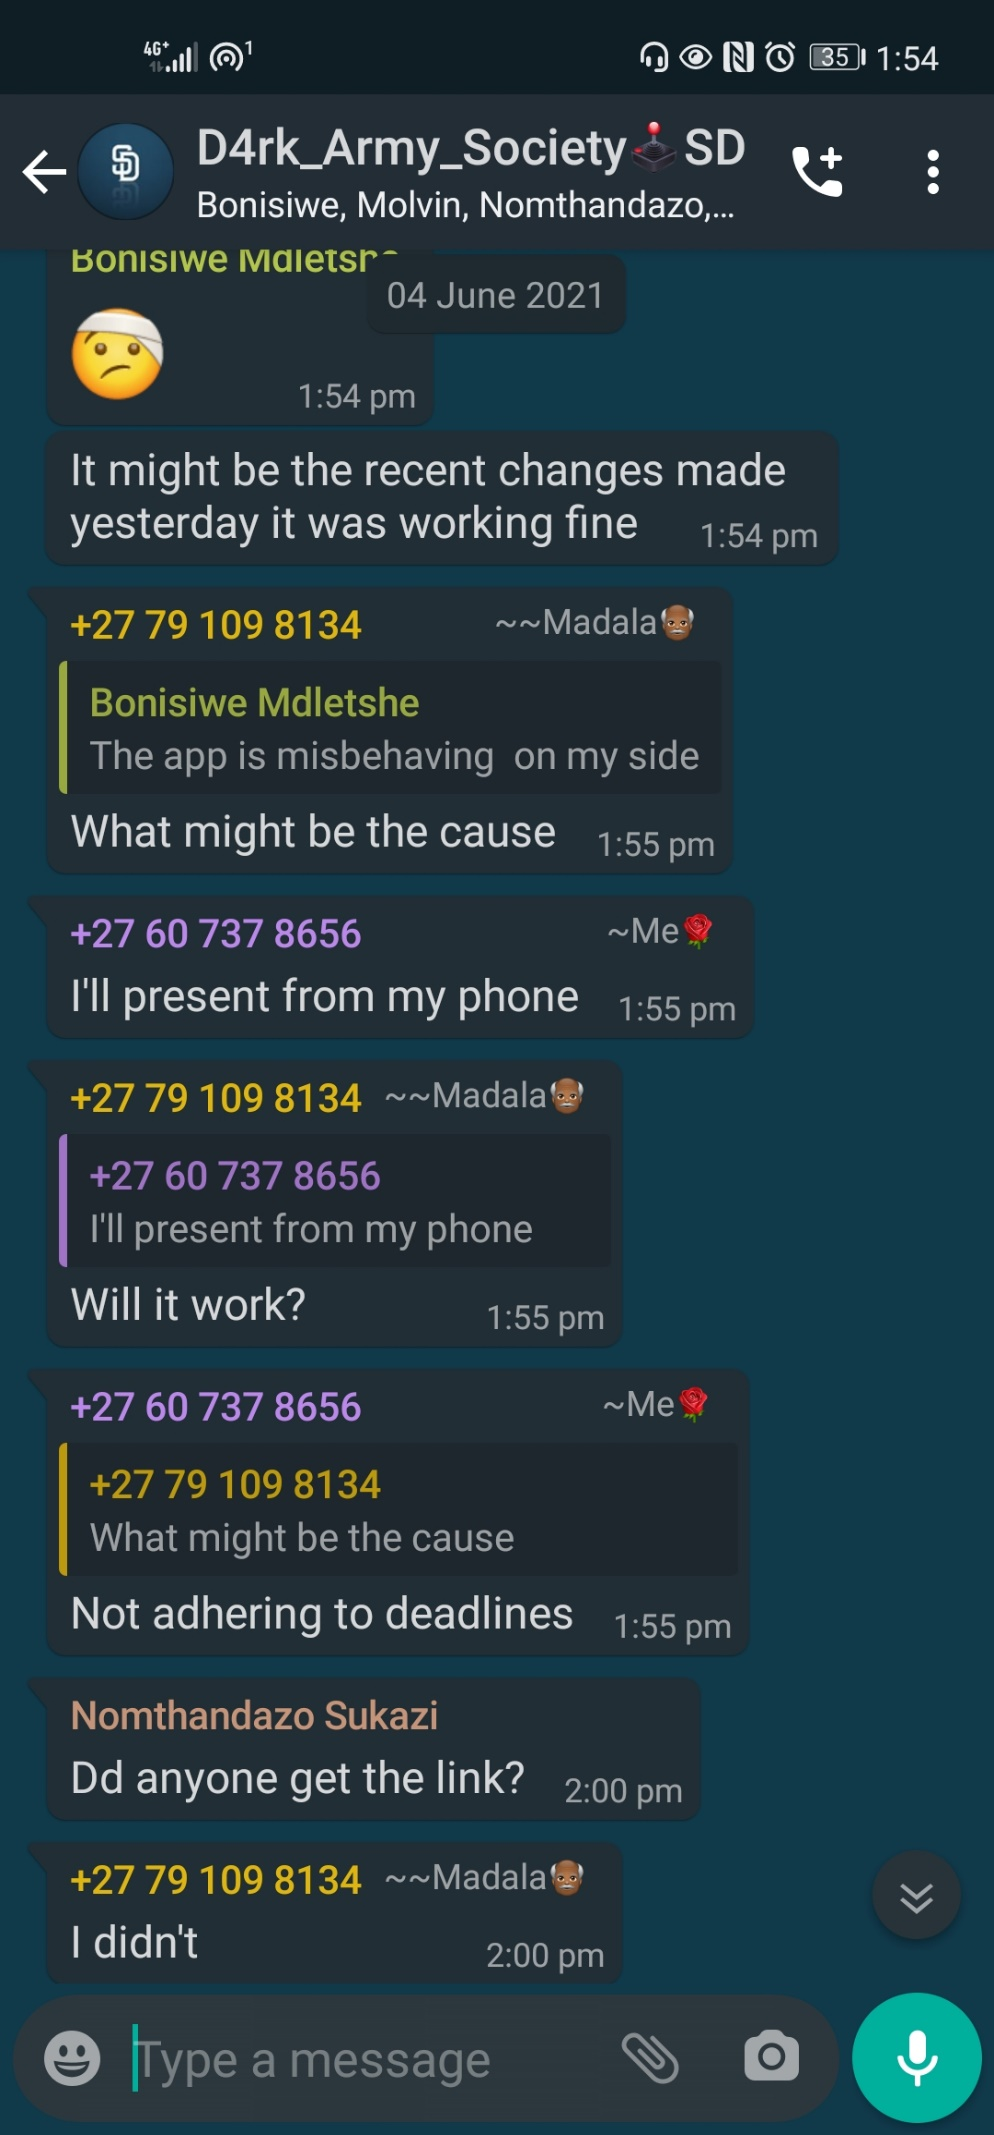 4G+ 1 35 1:54
SD D4rk_Army_Society🕹️SD
Bonisiwe, Molvin, Nomthandazo,...
Bonisiwe Mdletshe
04 June 2021
🤕
1:54 pm
It might be the recent changes made
yesterday it was working fine 1:54 pm
+27 79 109 8134 ~~Madala👴🏾
Bonisiwe Mdletshe
The app is misbehaving  on my side
What might be the cause 1:55 pm
+27 60 737 8656 ~Me🌹
I'll present from my phone 1:55 pm
+27 79 109 8134 ~~Madala👴🏾
+27 60 737 8656
I'll present from my phone
Will it work? 1:55 pm
+27 60 737 8656 ~Me🌹
+27 79 109 8134
What might be the cause
Not adhering to deadlines 1:55 pm
Nomthandazo Sukazi
Dd anyone get the link? 2:00 pm
+27 79 109 8134 ~~Madala👴🏾
I didn't 2:00 pm
Type a message